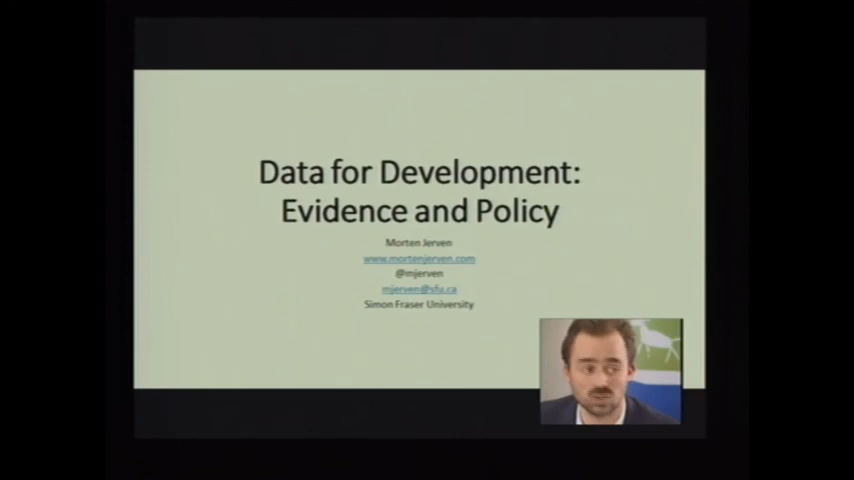 Data for Development:
Evidence and Policy
Morten Jerven
www.mortenjerven.com
@mjerven
mjerven@sfu.ca
Simon Fraser University